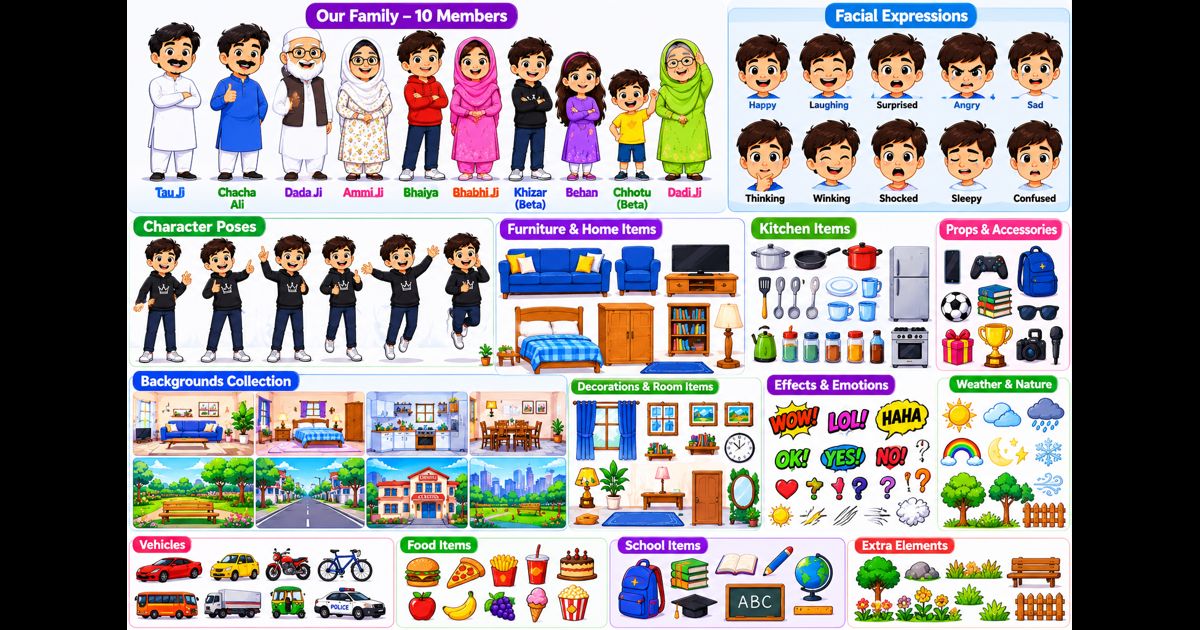 Our Family – 10 Members
Tau Ji
Chacha
Ali
Dada Ji
Ammi Ji
Bhaiya
Bhabhi Ji
Khizar
(Beta)
Behan
Chhotu
(Beta)
Dadi Ji
Facial Expressions
Happy
Laughing
Surprised
Angry
Sad
Thinking
Winking
Shocked
Sleepy
Confused
Character Poses
Furniture & Home Items
Kitchen Items
Props & Accessories
Backgrounds Collection
Decorations & Room Items
Effects & Emotions
WOW!
LOL!
HAHA
OK!
YES!
NO!
?
! ?
?
!?
Weather & Nature
Vehicles
POLICE
Food Items
School Items
ABC
Extra Elements